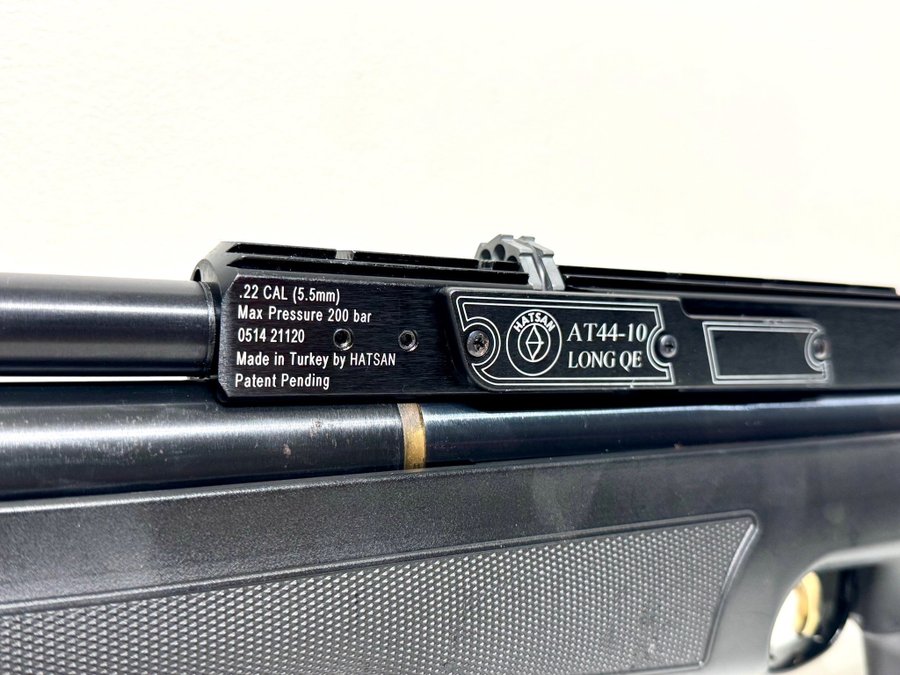 .22 CAL (5.5mm)
Max Pressure 200 bar
0514 21120
Made in Turkey by HATSAN
Patent Pending
HATSAN
AT44-10
LONG QE